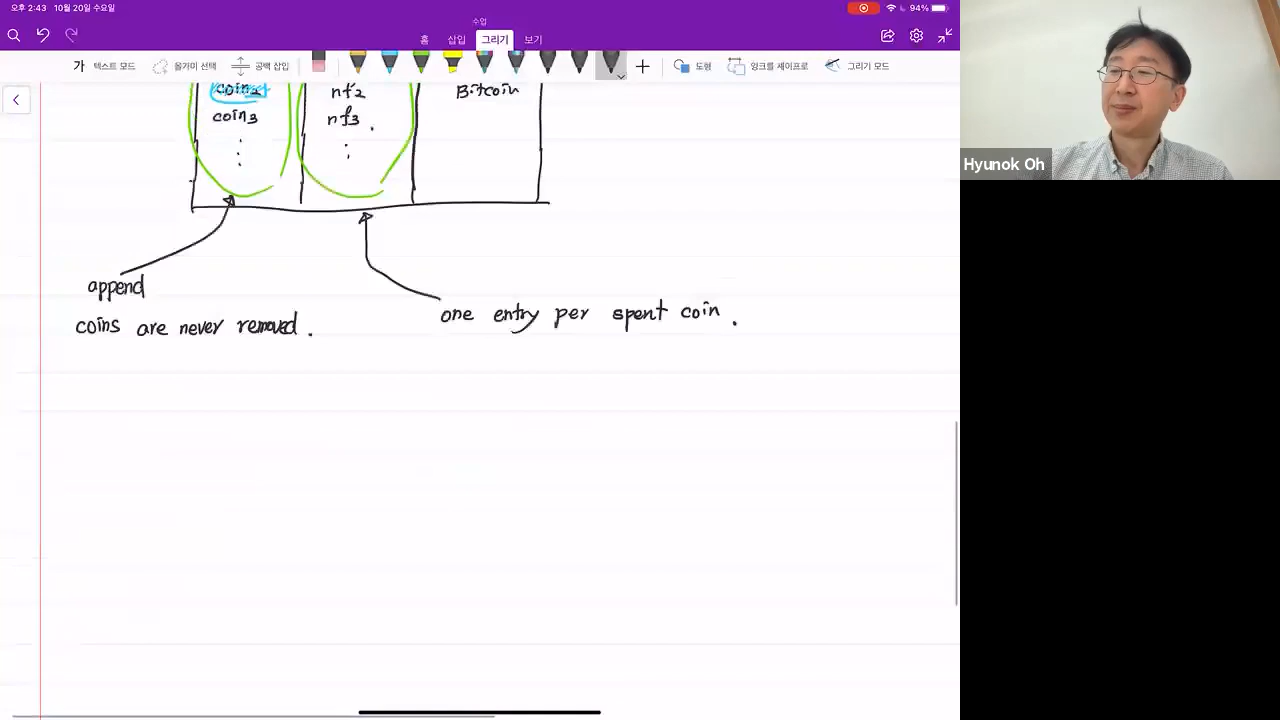 오후 2:43 10월 20일 수요일
94%
수업
홈 삽입 그리기 보기
가 텍스트 모드 올가미 선택 공백 삽입 도형 잉크를 셰이프로 그리기 모드
coin2 nf2 Bitcoin
coin3 nf3 .
append
coins are never removed .
one entry per spent coin .
Hyunok Oh